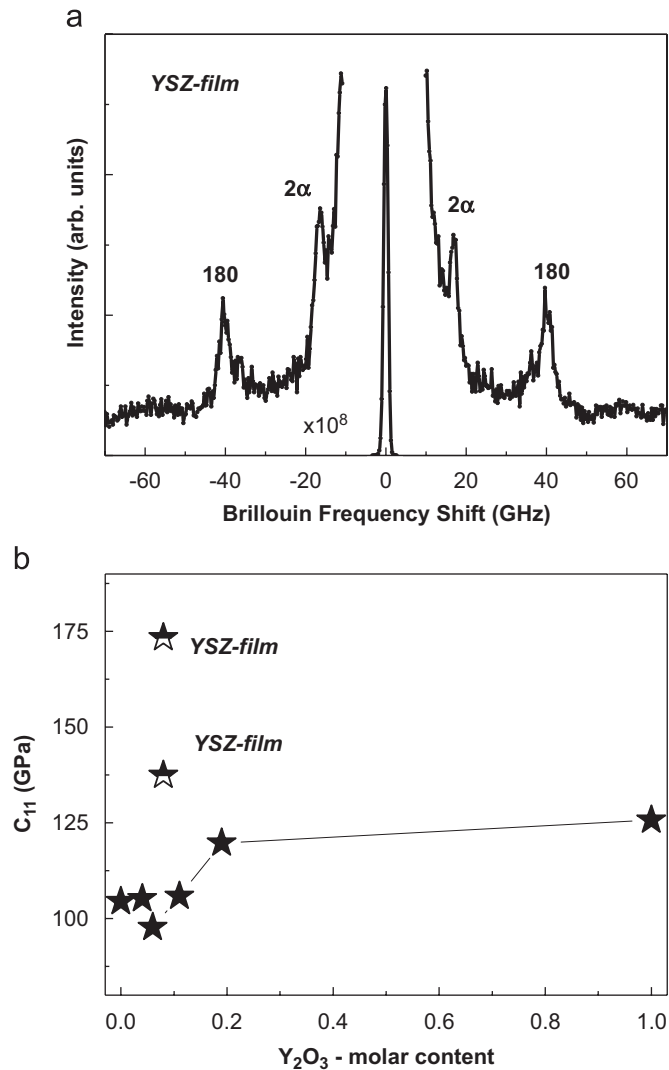 a
YSZ-film
2α
2α
180
180
x10⁸
Intensity (arb. units)
-60 -40 -20 0 20 40 60
Brillouin Frequency Shift (GHz)
b
175
150
125
100
YSZ-film
YSZ-film
C₁₁ (GPa)
0.0 0.2 0.4 0.6 0.8 1.0
Y₂O₃ - molar content